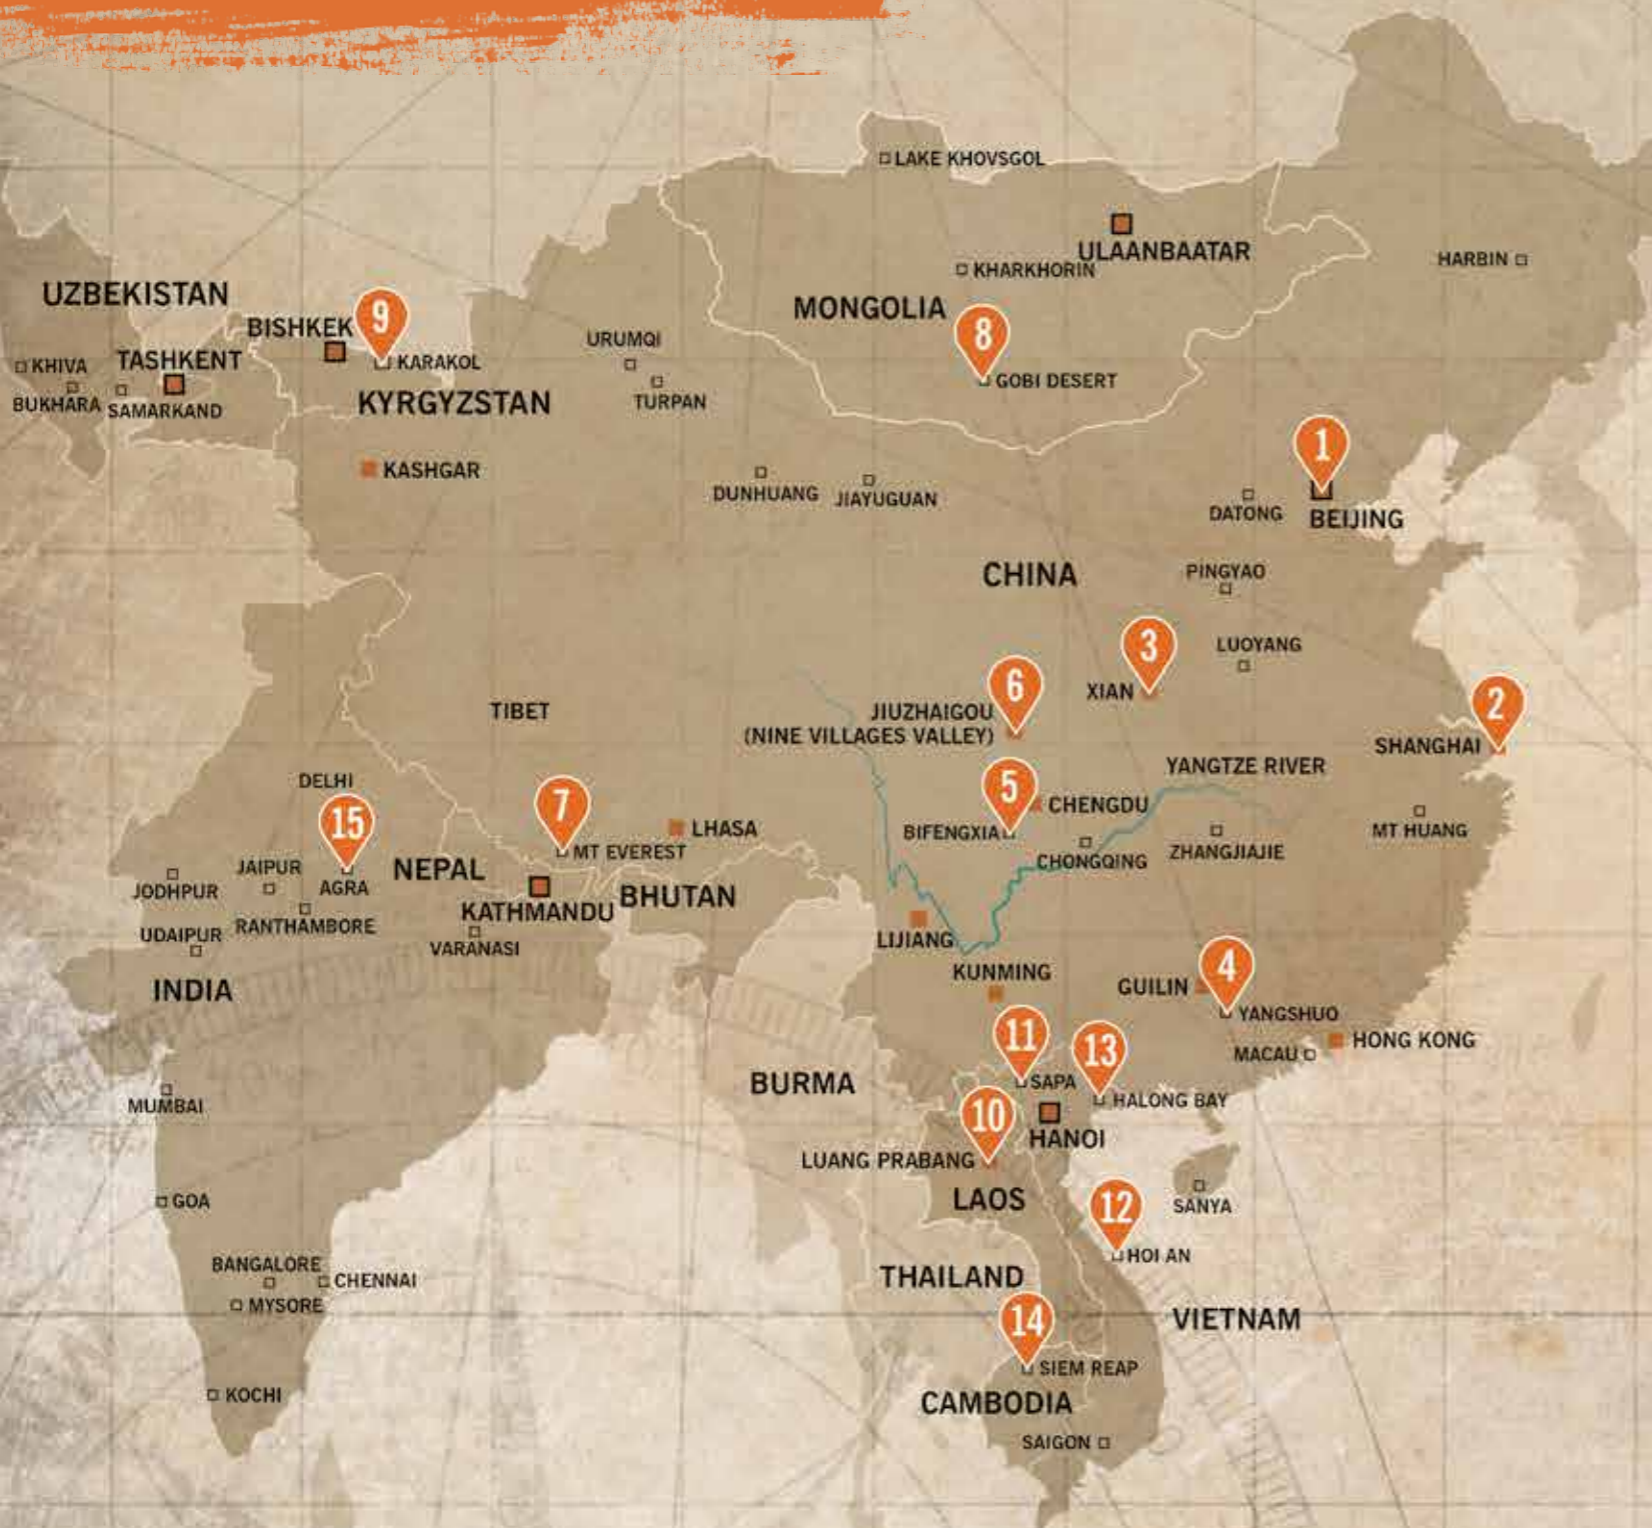 LAKE KHOVSGOL
ULAANBAATAR
HARBIN
KHARKHORIN
UZBEKISTAN
MONGOLIA
9
BISHKEK
8
URUMQI
KHIVA
TASHKENT
KARAKOL
GOBI DESERT
BUKHARA
SAMARKAND
KYRGYZSTAN
TURPAN
1
KASHGAR
DUNHUANG
JIAYUGUAN
DATONG
BEIJING
CHINA
PINGYAO
3
LUOYANG
6
XIAN
2
TIBET
JIUZHAIGOU
(NINE VILLAGES VALLEY)
SHANGHAI
YANGTZE RIVER
DELHI
5
7
CHENGDU
15
LHASA
BIFENGXIA
MT HUANG
MT EVEREST
CHONGQING
ZHANGJIAJIE
JAIPUR
NEPAL
JODHPUR
AGRA
BHUTAN
KATHMANDU
RANTHAMBORE
UDAIPUR
VARANASI
LIJIANG
4
KUNMING
INDIA
GUILIN
YANGSHUO
11
13
HONG KONG
MACAU
BURMA
SAPA
MUMBAI
HALONG BAY
10
HANOI
LUANG PRABANG
LAOS
GOA
12
SANYA
HOI AN
BANGALORE
CHENNAI
THAILAND
MYSORE
14
VIETNAM
SIEM REAP
KOCHI
CAMBODIA
SAIGON